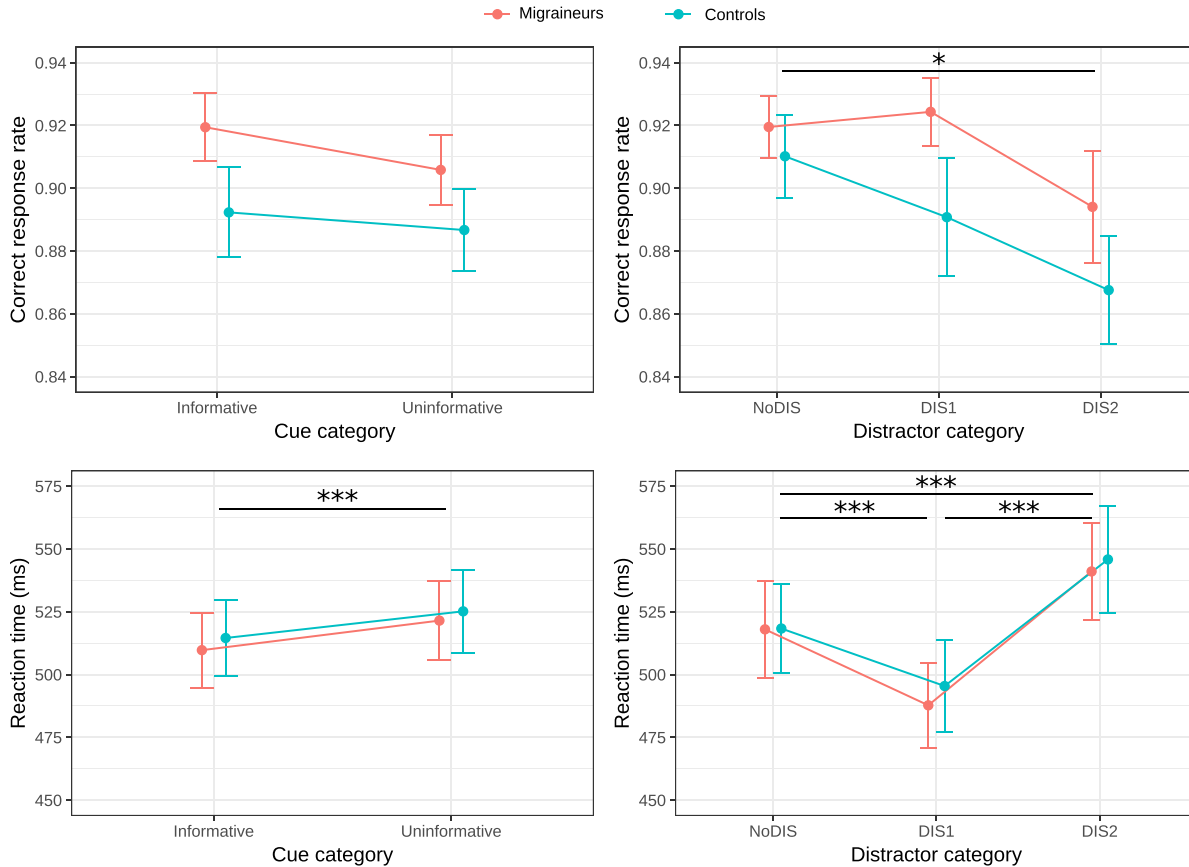 Migraineurs Controls
0.94
0.92
0.90
0.88
0.86
0.84
Correct response rate
Informative Uninformative
Cue category
*
0.94
0.92
0.90
0.88
0.86
0.84
Correct response rate
NoDIS DIS1 DIS2
Distractor category
***
575
550
525
500
475
450
Reaction time (ms)
Informative Uninformative
Cue category
***
*** ***
575
550
525
500
475
450
Reaction time (ms)
NoDIS DIS1 DIS2
Distractor category